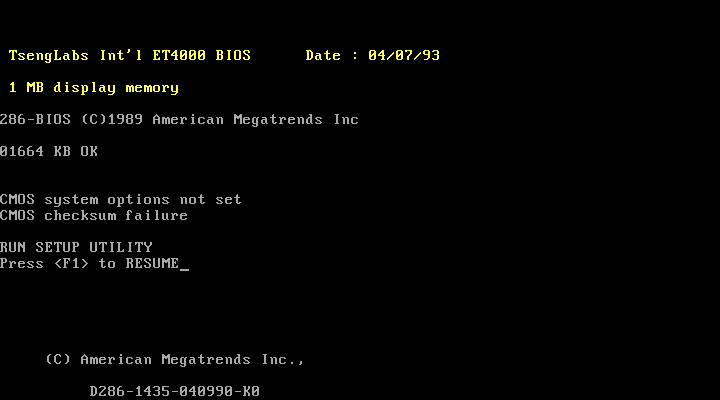 TsengLabs Int'l ET4000 BIOS      Date : 04/07/93
1 MB display memory
286-BIOS (C)1989 American Megatrends Inc
01664 KB OK
CMOS system options not set
CMOS checksum failure
RUN SETUP UTILITY
Press <F1> to RESUME_
(C) American Megatrends Inc.,
D286-1435-040990-K0